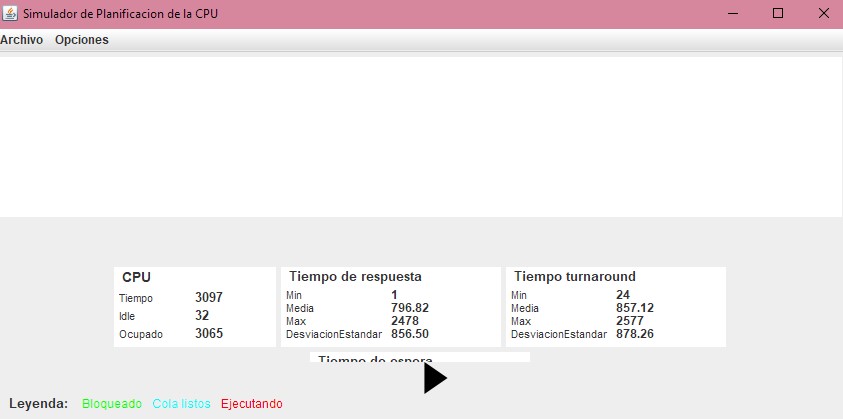 Simulador de Planificacion de la CPU
Archivo Opciones
CPU
Tiempo 3097
Idle 32
Ocupado 3065
Tiempo de respuesta
Min 1
Media 796.82
Max 2478
DesviacionEstandar 856.50
Tiempo turnaround
Min 24
Media 857.12
Max 2577
DesviacionEstandar 878.26
Tiempo de espera
Leyenda: Bloqueado Cola listos Ejecutando